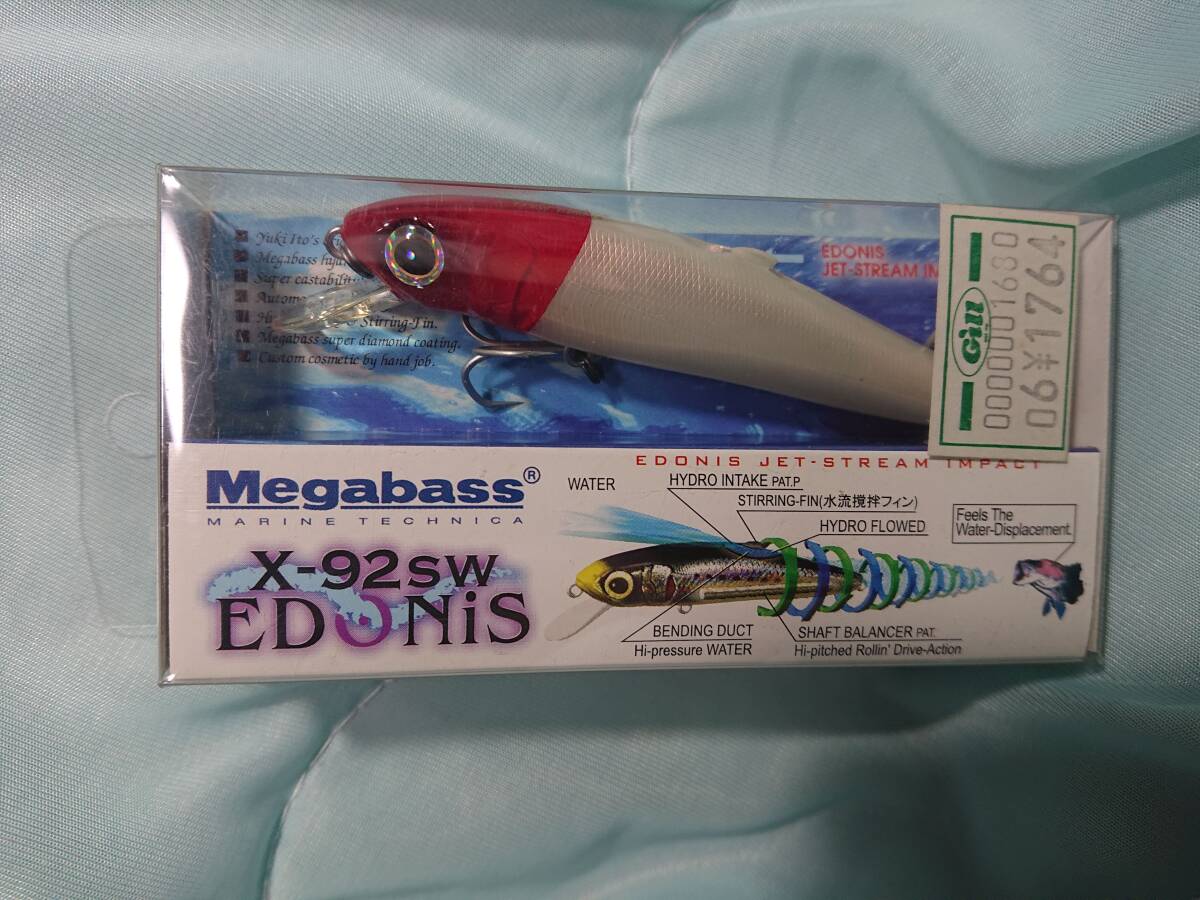 Yuki Ito's
Megabass
Super castability
& Stirring-Fin.
Megabass super diamond coating.
Custom cosmetic by hand job.
EDONIS
JET-STREAM IM
Gill
0000001680
06¥1764
EDONIS JET-STREAM IMPACT
Megabass®
MARINE TECHNICA
X-92SW
EDONiS
WATER
HYDRO INTAKE PAT.P
STIRRING-FIN(水流撹拌フィン)
HYDRO FLOWED
Feels The
Water-Displacement.
BENDING DUCT
Hi-pressure WATER
SHAFT BALANCER PAT.
Hi-pitched Rollin' Drive-Action